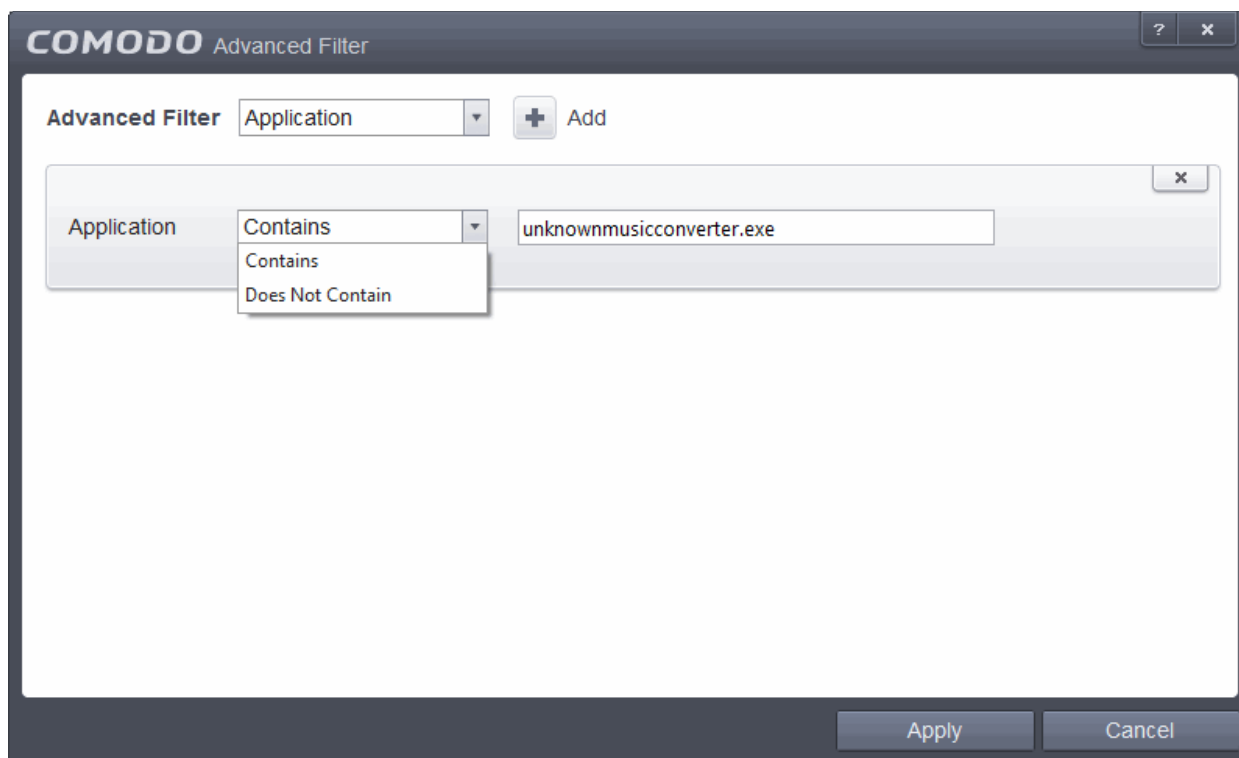 COMODO Advanced Filter ? x
Advanced Filter Application + Add
x
Application Contains unknownmusicconverter.exe
Contains
Does Not Contain
Apply Cancel